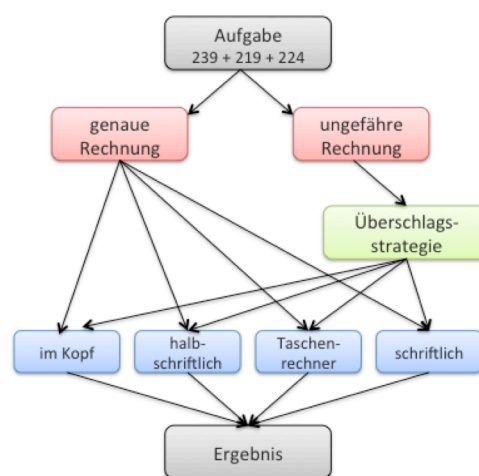 Aufgabe
239 + 219 + 224
genaue
Rechnung
ungefähre
Rechnung
Überschlags-
strategie
im Kopf
halb-
schriftlich
Taschen-
rechner
schriftlich
Ergebnis